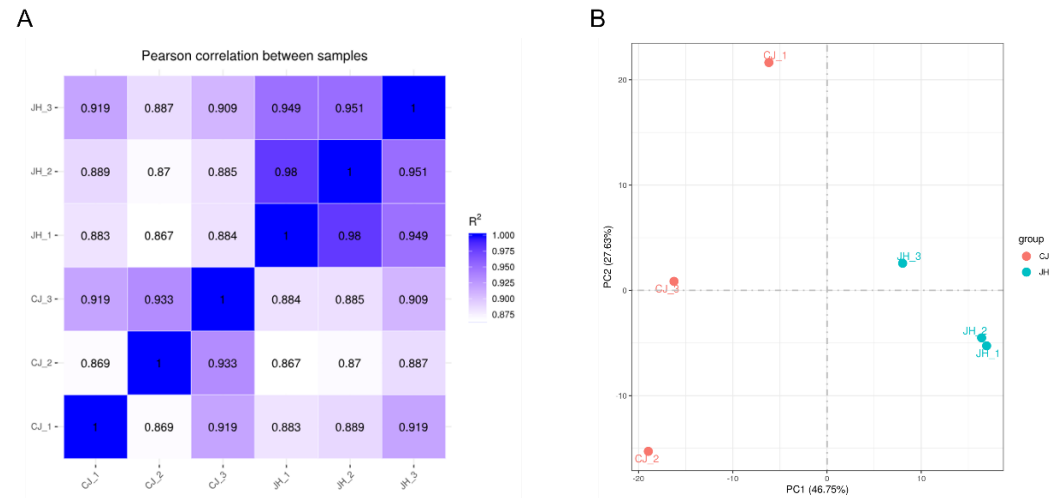 A
B
Pearson correlation between samples
JH_3 0.919 0.887 0.909 0.949 0.951 1
JH_2 0.889 0.87 0.885 0.98 1 0.951
JH_1 0.883 0.867 0.884 1 0.98 0.949
CJ_3 0.919 0.933 1 0.884 0.885 0.909
CJ_2 0.869 1 0.933 0.867 0.87 0.887
CJ_1 1 0.869 0.919 0.883 0.889 0.919
CJ_1 CJ_2 CJ_3 JH_1 JH_2 JH_3
R²
1.000
0.975
0.950
0.925
0.900
0.875
PC2 (27.63%)
20
10
0
10
CJ_1
JH_3
CJ_3
JH_2
JH_1
CJ_2
-20 -10 0 10
PC1 (46.75%)
group
CJ
JH